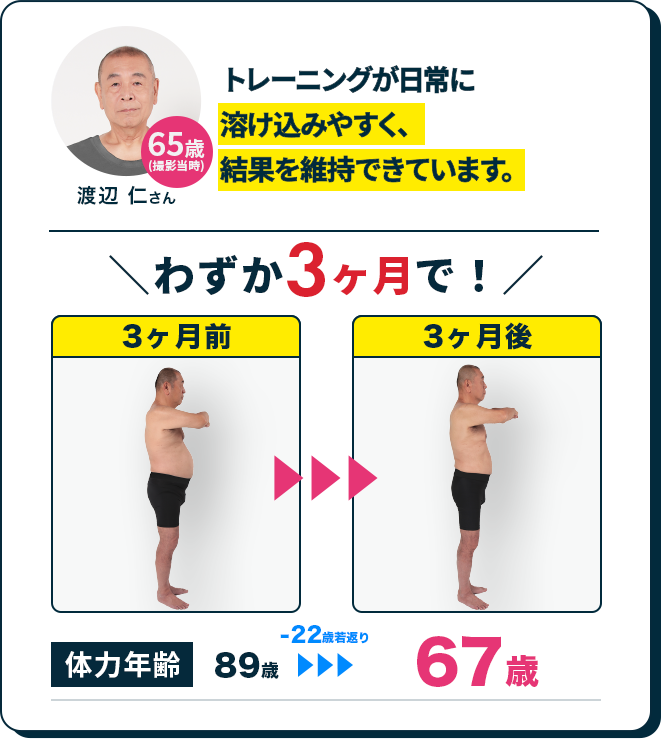 トレーニングが日常に
溶け込みやすく、
結果を維持できています。
65歳
(撮影当時)
渡辺 仁さん
＼わずか3ヶ月で！／
3ヶ月前
3ヶ月後
-22歳若返り
体力年齢 89歳 67歳